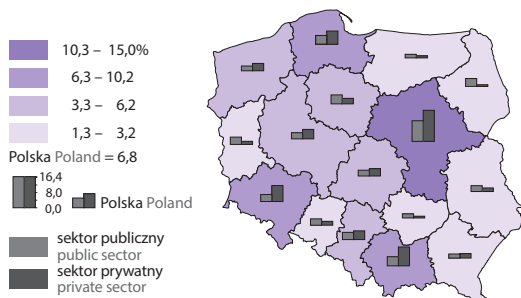 10,3 – 15,0%
6,3 – 10,2
3,3 – 6,2
1,3 – 3,2
Polska Poland = 6,8
16,4
8,0
0,0
Polska Poland
sektor publiczny
public sector
sektor prywatny
private sector